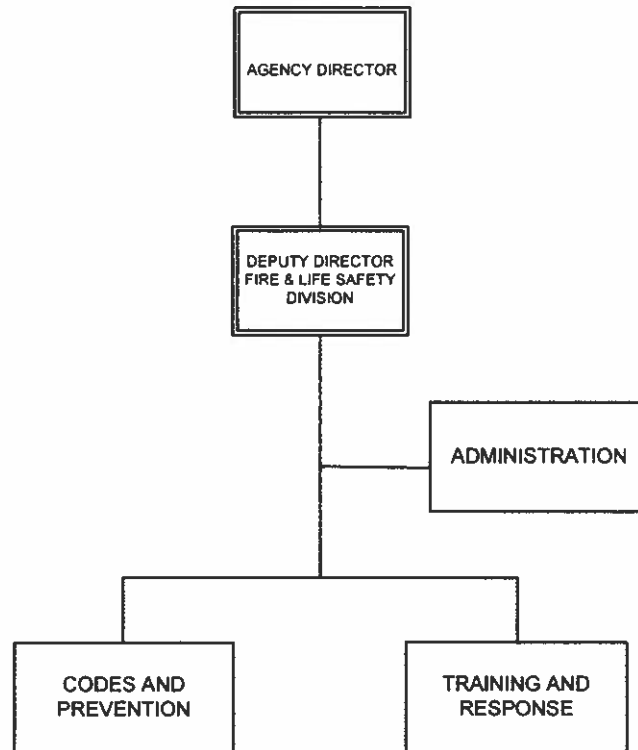 AGENCY DIRECTOR
DEPUTY DIRECTOR
FIRE & LIFE SAFETY
DIVISION
ADMINISTRATION
CODES AND
PREVENTION
TRAINING AND
RESPONSE